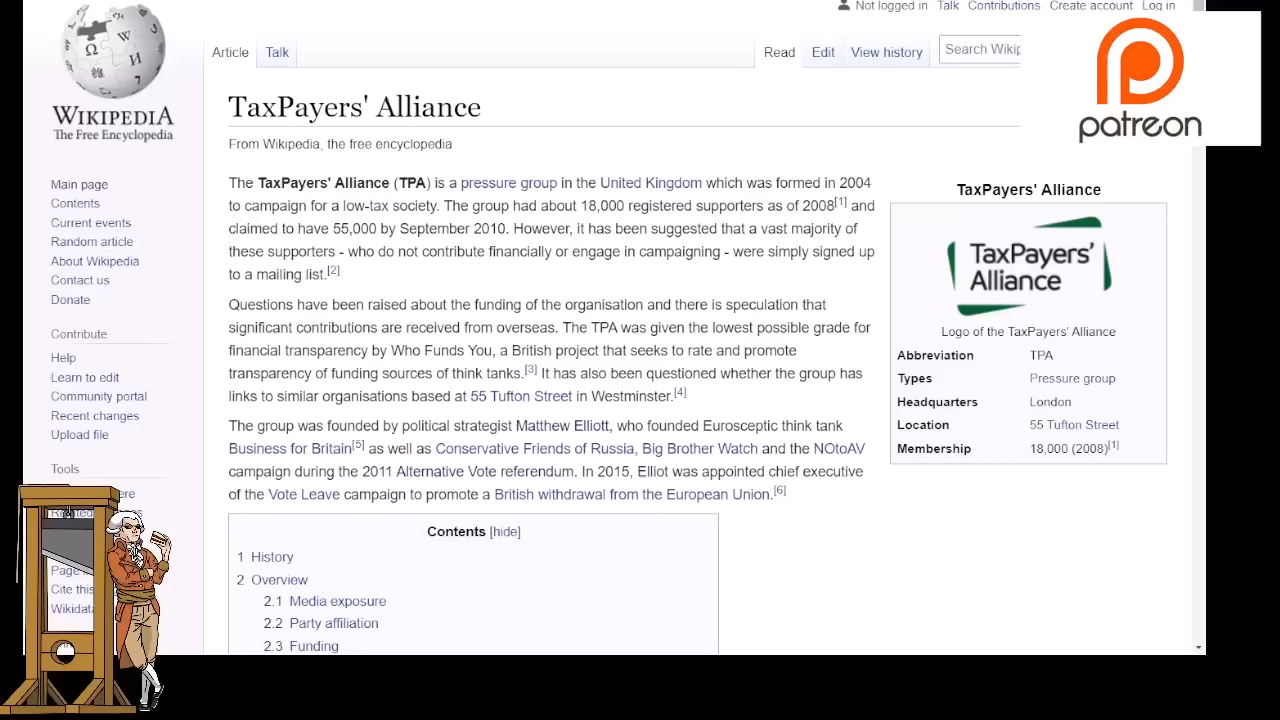 Not logged in Talk Contributions Create account Log in
Article Talk Read Edit View history Search Wikip
patreon
WIKIPEDIA
The Free Encyclopedia
TaxPayers' Alliance
From Wikipedia, the free encyclopedia
Main page
Contents
Current events
Random article
About Wikipedia
Contact us
Donate
Contribute
Help
Learn to edit
Community portal
Recent changes
Upload file
Tools
Page
Cite this
Wikidata
The TaxPayers' Alliance (TPA) is a pressure group in the United Kingdom which was formed in 2004
to campaign for a low-tax society. The group had about 18,000 registered supporters as of 2008[1] and
claimed to have 55,000 by September 2010. However, it has been suggested that a vast majority of
these supporters - who do not contribute financially or engage in campaigning - were simply signed up
to a mailing list.[2]
Questions have been raised about the funding of the organisation and there is speculation that
significant contributions are received from overseas. The TPA was given the lowest possible grade for
financial transparency by Who Funds You, a British project that seeks to rate and promote
transparency of funding sources of think tanks.[3] It has also been questioned whether the group has
links to similar organisations based at 55 Tufton Street in Westminster.[4]
The group was founded by political strategist Matthew Elliott, who founded Eurosceptic think tank
Business for Britain[5] as well as Conservative Friends of Russia, Big Brother Watch and the NOtoAV
campaign during the 2011 Alternative Vote referendum. In 2015, Elliot was appointed chief executive
of the Vote Leave campaign to promote a British withdrawal from the European Union.[6]
Contents [hide]
1 History
2 Overview
2.1 Media exposure
2.2 Party affiliation
2.3 Funding
TaxPayers' Alliance
TaxPayers'
Alliance
Logo of the TaxPayers' Alliance
Abbreviation TPA
Types Pressure group
Headquarters London
Location 55 Tufton Street
Membership 18,000 (2008)[1]